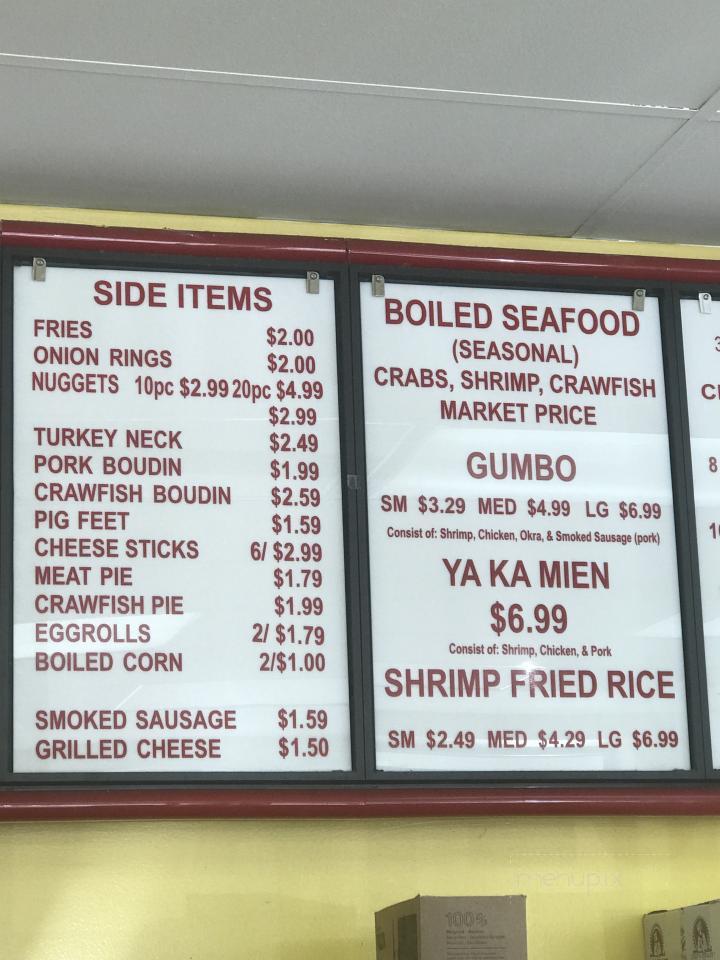 SIDE ITEMS
FRIES $2.00
ONION RINGS $2.00
NUGGETS 10pc $2.99 20pc $4.99
$2.99
TURKEY NECK $2.49
PORK BOUDIN $1.99
CRAWFISH BOUDIN $2.59
PIG FEET $1.59
CHEESE STICKS 6/ $2.99
MEAT PIE $1.79
CRAWFISH PIE $1.99
EGGROLLS 2/ $1.79
BOILED CORN 2/$1.00
SMOKED SAUSAGE $1.59
GRILLED CHEESE $1.50
BOILED SEAFOOD
(SEASONAL)
CRABS, SHRIMP, CRAWFISH
MARKET PRICE
GUMBO
SM $3.29 MED $4.99 LG $6.99
Consist of: Shrimp, Chicken, Okra, & Smoked Sausage (pork)
YA KA MIEN
$6.99
Consist of: Shrimp, Chicken, & Pork
SHRIMP FRIED RICE
SM $2.49 MED $4.29 LG $6.99
3
C
8
10
menupix
100%